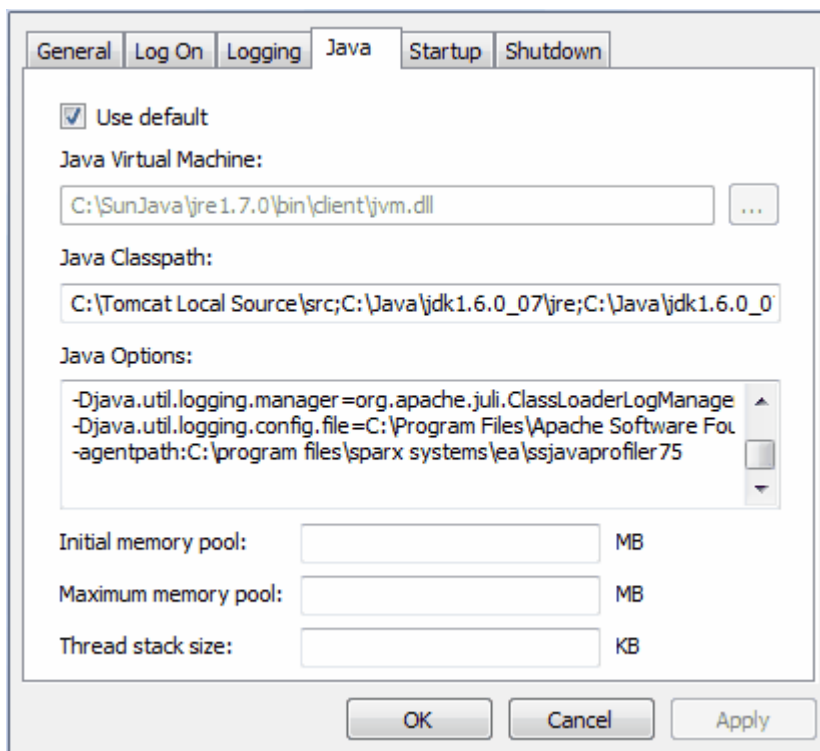 General Log On Logging Java Startup Shutdown
Use default
Java Virtual Machine:
C:\SunJava\jre1.7.0\bin\client\jvm.dll ...
Java Classpath:
C:\Tomcat Local Source\src;C:\Java\jdk1.6.0_07\jre;C:\Java\jdk1.6.0_0
Java Options:
-Djava.util.logging.manager=org.apache.juli.ClassLoaderLogManage
-Djava.util.logging.config.file=C:\Program Files\Apache Software Fou
-agentpath:C:\program files\sparx systems\ea\ssjavaprofiler75
Initial memory pool: MB
Maximum memory pool: MB
Thread stack size: KB
OK Cancel Apply